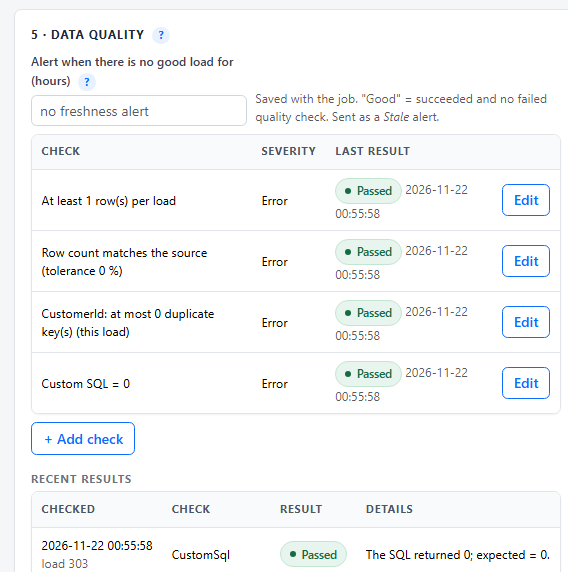 5 · DATA QUALITY ?
Alert when there is no good load for
(hours) ?
no freshness alert
Saved with the job. "Good" = succeeded and no failed
quality check. Sent as a Stale alert.
CHECK SEVERITY LAST RESULT
At least 1 row(s) per load Error Passed 2026-11-22
00:55:58
Edit
Row count matches the source
(tolerance 0 %) Error Passed 2026-11-22
00:55:58
Edit
CustomerId: at most 0 duplicate
key(s) (this load) Error Passed 2026-11-22
00:55:58
Edit
Custom SQL = 0 Error Passed 2026-11-22
00:55:58
Edit
+ Add check
RECENT RESULTS
CHECKED CHECK RESULT DETAILS
2026-11-22 00:55:58
load 303
CustomSql Passed The SQL returned 0; expected = 0.